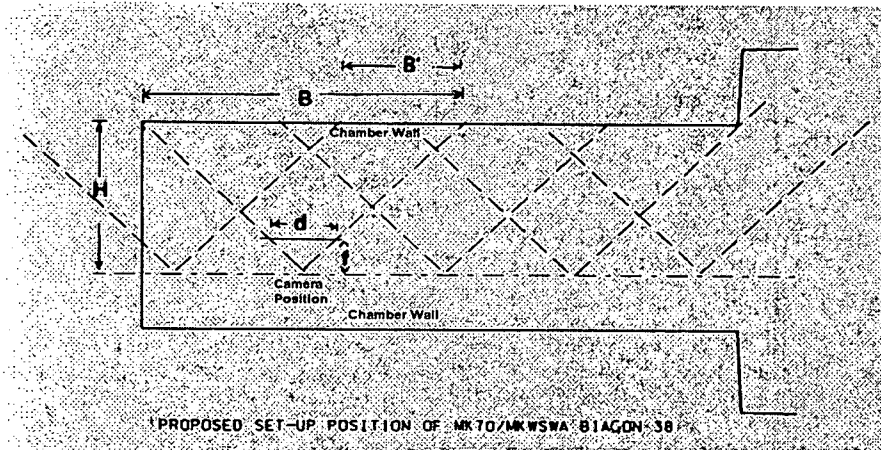 B'
B
Chamber Wall
H
d
f
Camera
Position
Chamber Wall
PROPOSED SET-UP POSITION OF MK70/MKWSWA BIAGON-38